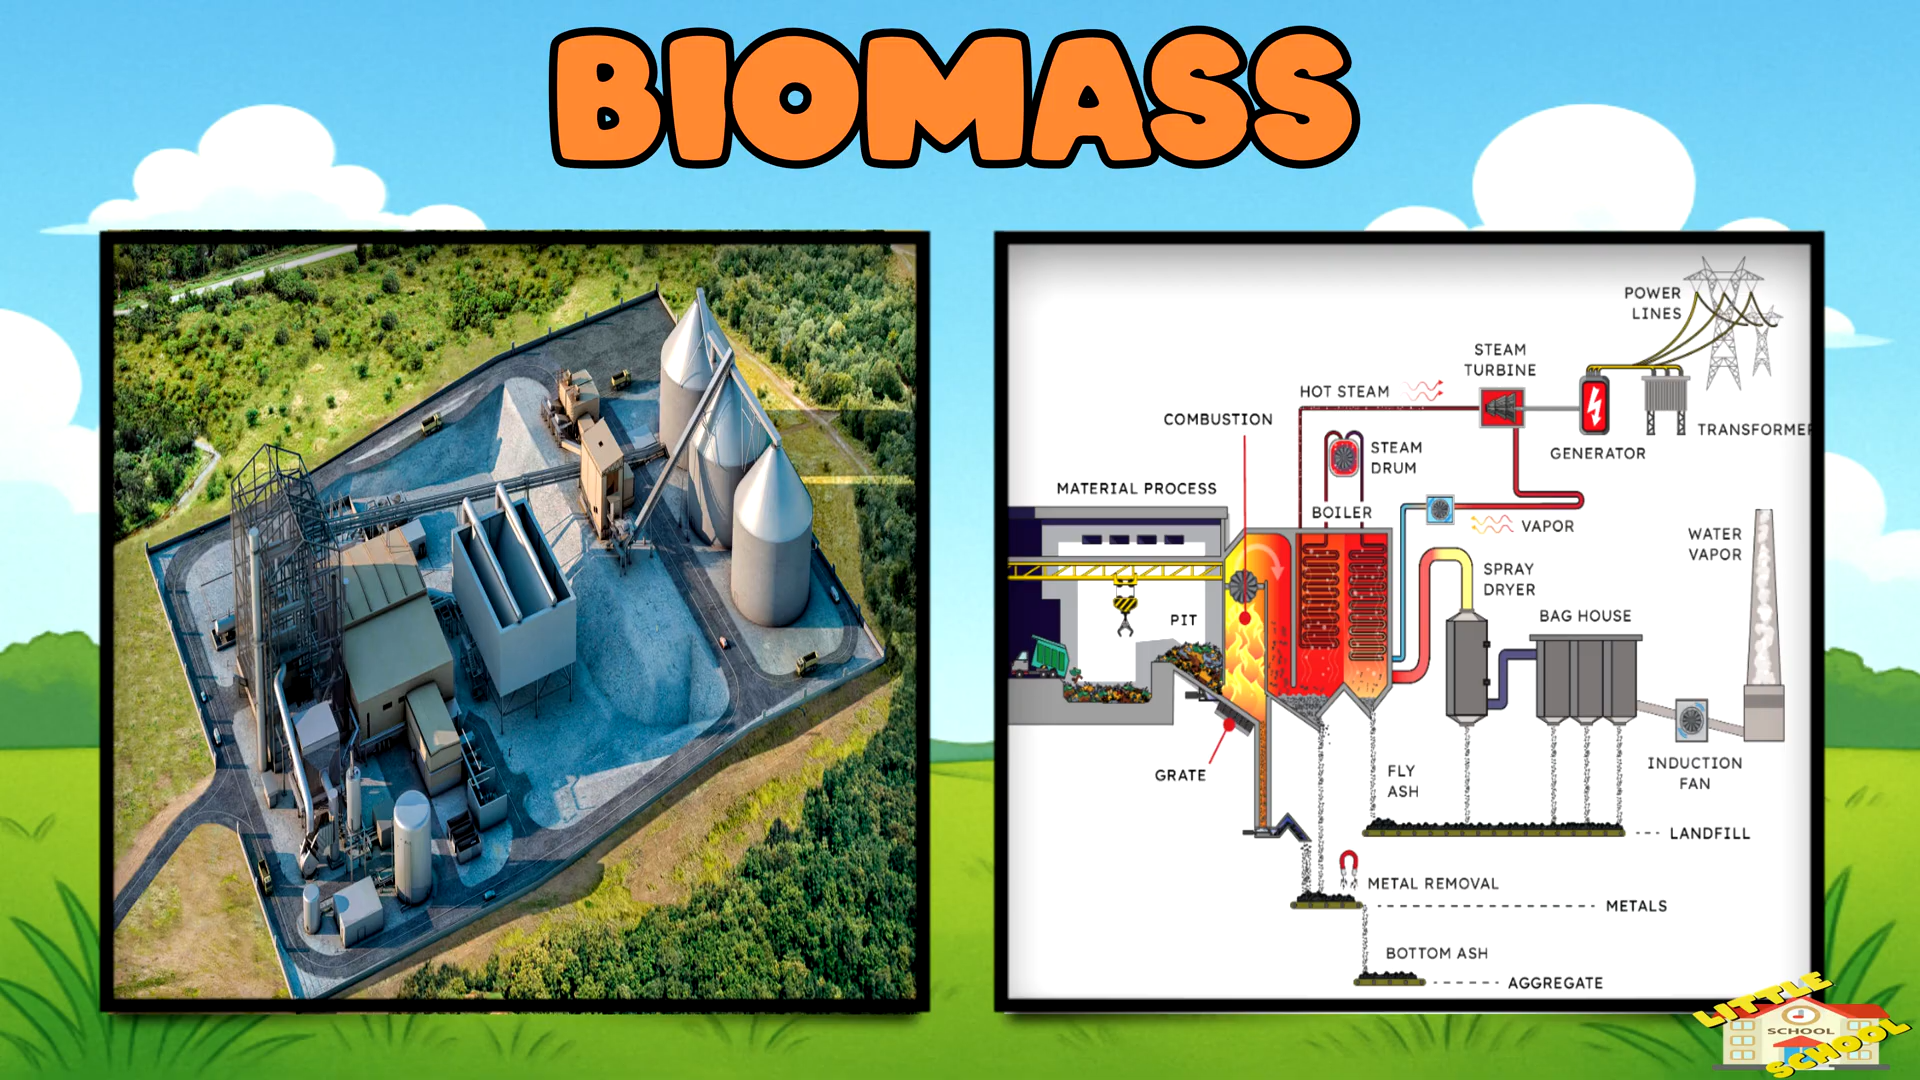 BIOMASS
POWER
LINES
STEAM
TURBINE
HOT STEAM
COMBUSTION
TRANSFORMER
STEAM
DRUM
GENERATOR
MATERIAL PROCESS
BOILER
VAPOR
WATER
VAPOR
SPRAY
DRYER
BAG HOUSE
PIT
GRATE
FLY
ASH
INDUCTION
FAN
LANDFILL
METAL REMOVAL
METALS
BOTTOM ASH
AGGREGATE
LITTLE
SCHOOL
SCHOOL